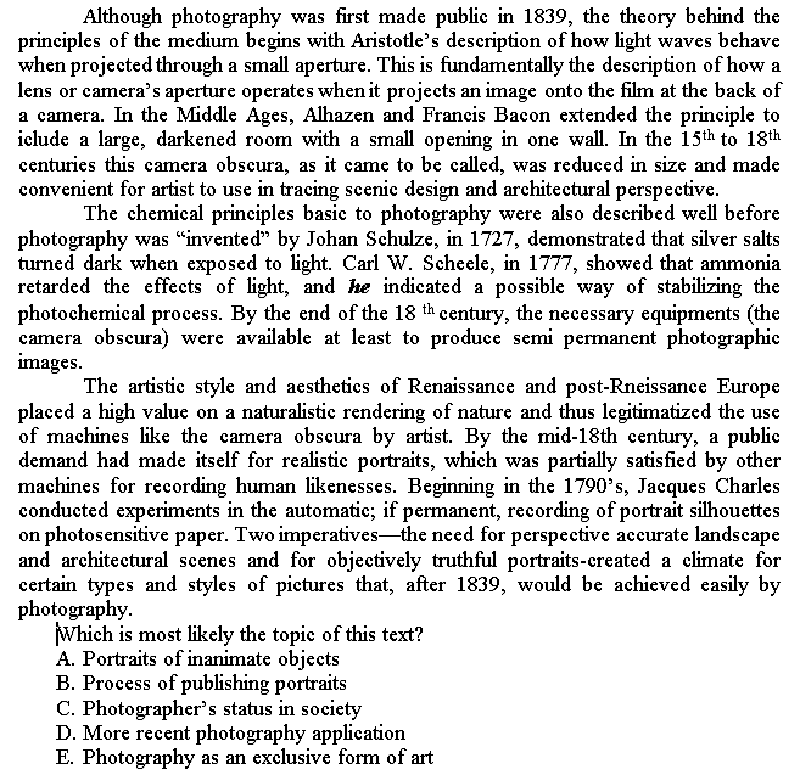 Although photography was first made public in 1839, the theory behind the
principles of the medium begins with Aristotle's description of how light waves behave
when projected through a small aperture. This is fundamentally the description of how a
lens or camera's aperture operates when it projects an image onto the film at the back of
a camera. In the Middle Ages, Alhazen and Francis Bacon extended the principle to
iclude a large, darkened room with a small opening in one wall. In the 15th to 18th
centuries this camera obscura, as it came to be called, was reduced in size and made
convenient for artist to use in tracing scenic design and architectural perspective.
The chemical principles basic to photography were also described well before
photography was “invented” by Johan Schulze, in 1727, demonstrated that silver salts
turned dark when exposed to light. Carl W. Scheele, in 1777, showed that ammonia
retarded the effects of light, and he indicated a possible way of stabilizing the
photochemical process. By the end of the 18 th century, the necessary equipments (the
camera obscura) were available at least to produce semi permanent photographic
images.
The artistic style and aesthetics of Renaissance and post-Rneissance Europe
placed a high value on a naturalistic rendering of nature and thus legitimatized the use
of machines like the camera obscura by artist. By the mid-18th century, a public
demand had made itself for realistic portraits, which was partially satisfied by other
machines for recording human likenesses. Beginning in the 1790's, Jacques Charles
conducted experiments in the automatic; if permanent, recording of portrait silhouettes
on photosensitive paper. Two imperatives—the need for perspective accurate landscape
and architectural scenes and for objectively truthful portraits-created a climate for
certain types and styles of pictures that, after 1839, would be achieved easily by
photography.
Which is most likely the topic of this text?
A. Portraits of inanimate objects
B. Process of publishing portraits
C. Photographer's status in society
D. More recent photography application
E. Photography as an exclusive form of art